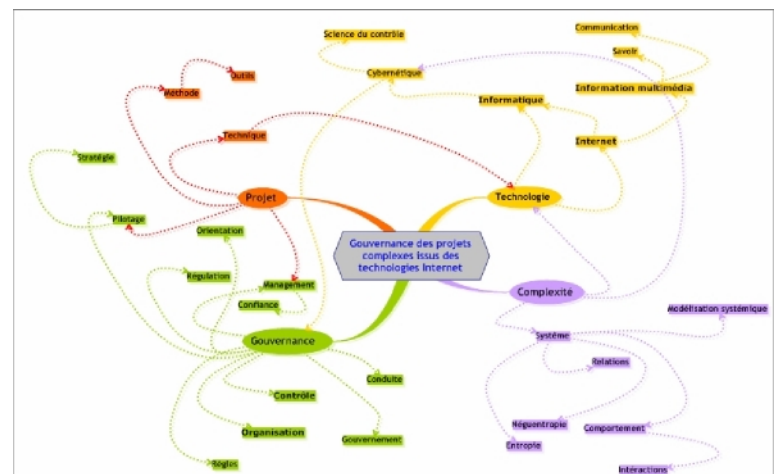 Communication
Science du contrôle
Savoir
Cybernétique
Outils
Information multimédia
Méthode
Informatique
Technique
Internet
Stratégie
Projet
Technologie
Pilotage
Orientation
Gouvernance des projets
complexes issus des
technologies Internet
Régulation
Management
Complexité
Confiance
Modélisation systémique
Système
Gouvernance
Relations
Conduite
Contrôle
Néguentropie
Comportement
Organisation
Gouvernement
Entropie
Règles
Intéractions